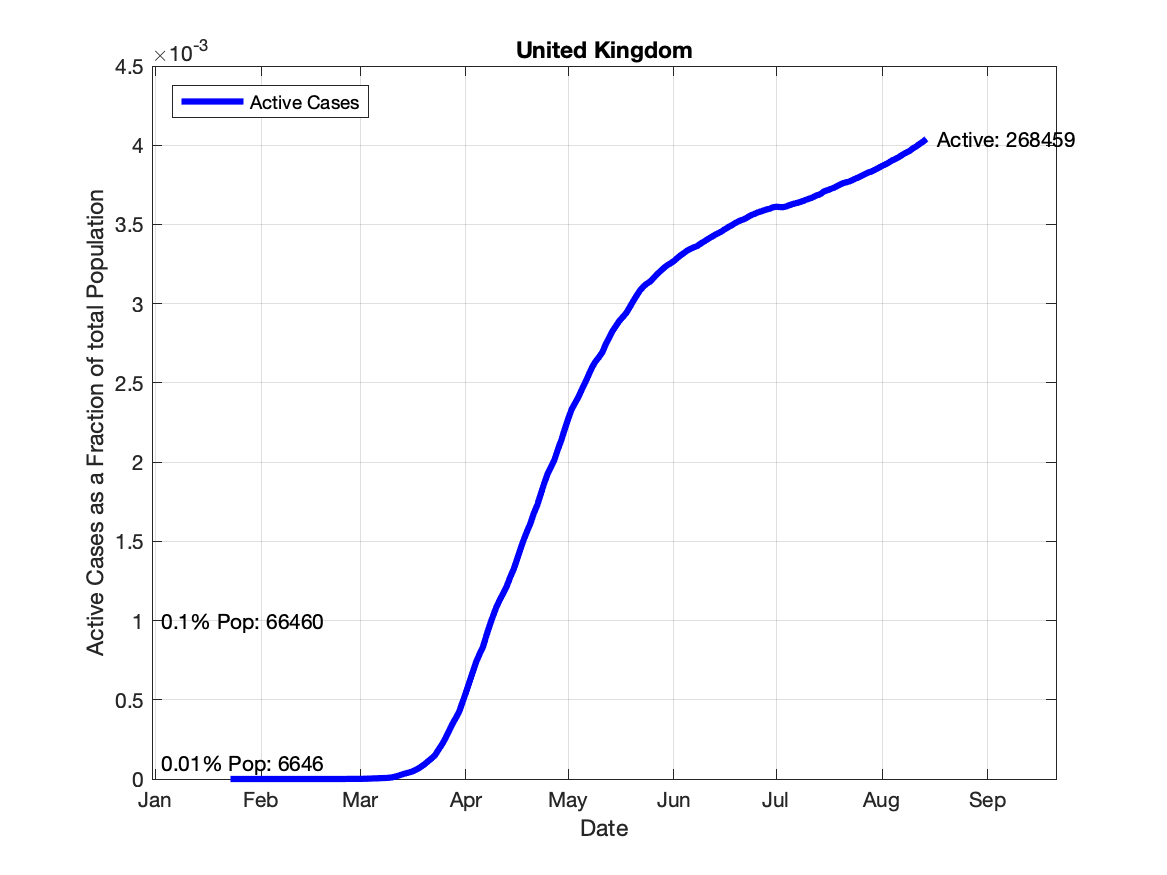 United Kingdom
×10-3
4.5
4
3.5
3
2.5
2
1.5
1
0.5
0
Active Cases
Active: 268459
0.1% Pop: 66460
0.01% Pop: 6646
Jan Feb Mar Apr May Jun Jul Aug Sep
Date
Active Cases as a Fraction of total Population